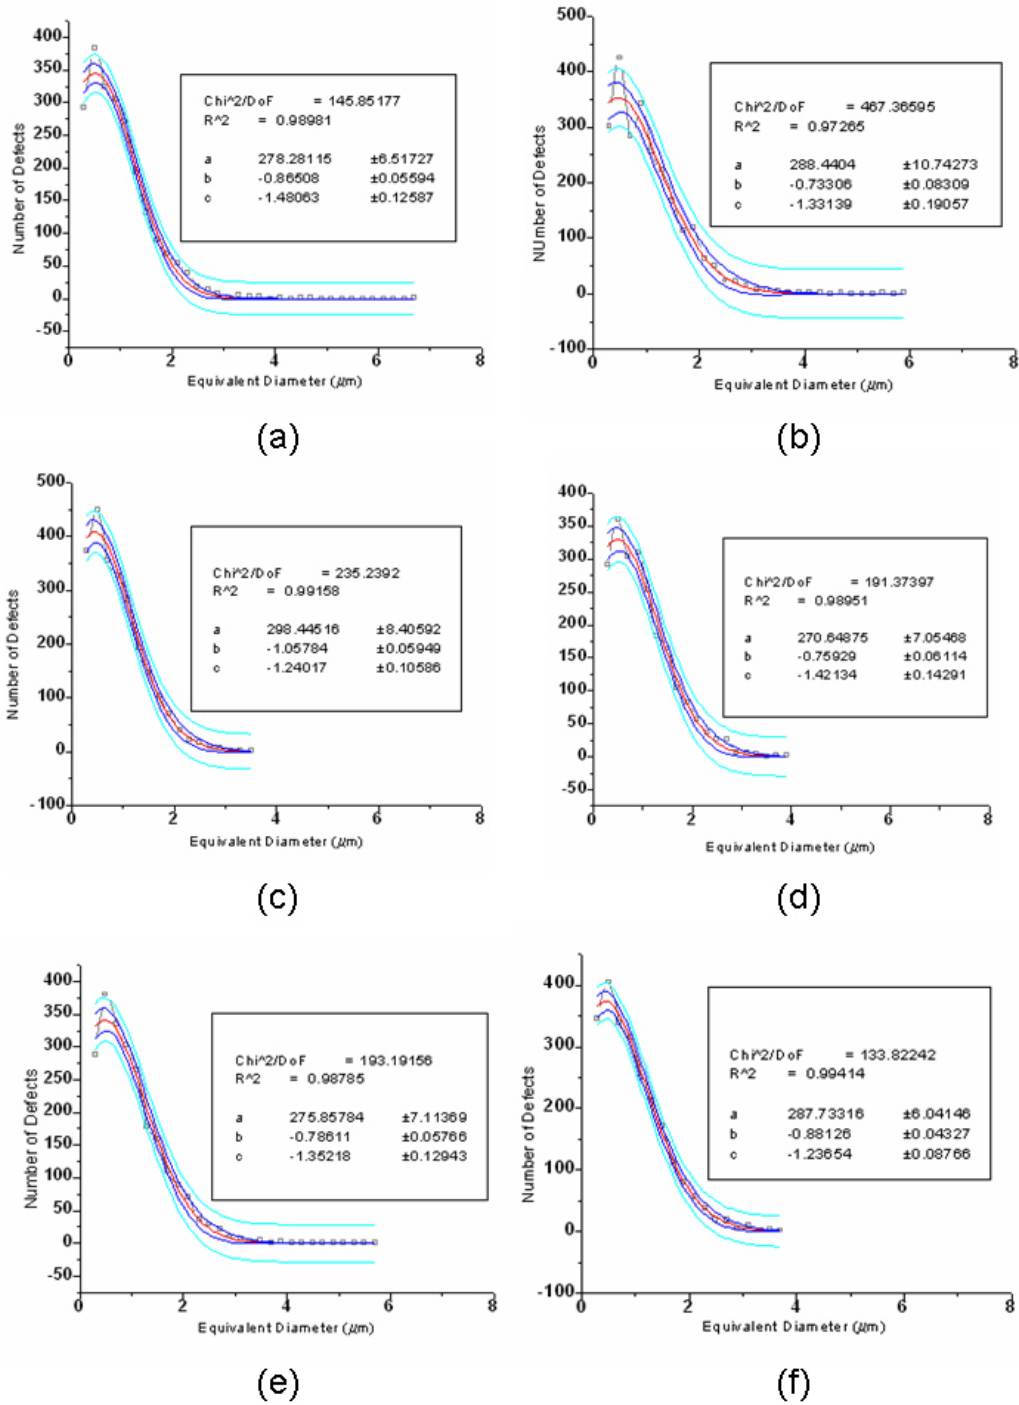 400
350
300
250
200
150
100
50
0
-50
Number of Defects
Chi^2/DoF = 145.85177
R^2 = 0.98981
a 278.28115 ±6.51727
b -0.86508 ±0.05594
c -1.48063 ±0.12587
0 2 4 6 8
Equivalent Diameter (μm)
(a)
500
400
300
200
100
0
-100
NUmber of Defects
Chi^2/DoF = 467.36595
R^2 = 0.97265
a 288.4404 ±10.74273
b -0.73306 ±0.08309
c -1.33139 ±0.19057
0 2 4 6 8
Equivalent Diameter (μm)
(b)
500
400
300
200
100
0
-100
Number of Defects
Chi^2/DoF = 235.2392
R^2 = 0.99158
a 298.44516 ±8.40592
b -1.05784 ±0.05949
c -1.24017 ±0.10586
0 2 4 6 8
Equivalent Diameter (μm)
(c)
400
350
300
250
200
150
100
50
0
-50
Number of Defects
Chi^2/DoF = 191.37397
R^2 = 0.98951
a 270.64875 ±7.05468
b -0.75929 ±0.06114
c -1.42134 ±0.14291
0 2 4 6 8
Equivalent Diameter (μm)
(d)
400
350
300
250
200
150
100
50
0
-50
Number of Defects
Chi^2/DoF = 193.19156
R^2 = 0.98785
a 275.85784 ±7.11369
b -0.78611 ±0.05766
c -1.35218 ±0.12943
0 2 4 6 8
Equivalent Diameter (μm)
(e)
400
300
200
100
0
-100
Number of Defects
Chi^2/DoF = 133.82242
R^2 = 0.99414
a 287.73316 ±6.04146
b -0.88126 ±0.04327
c -1.23654 ±0.08766
0 2 4 6 8
Equivalent Diameter (μm)
(f)